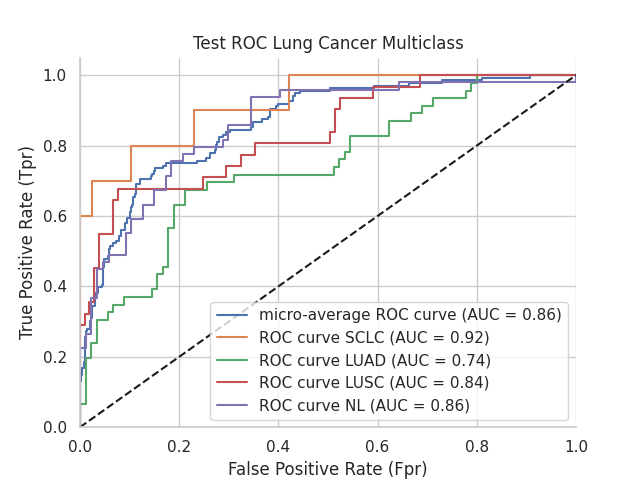 Test ROC Lung Cancer Multiclass
True Positive Rate (Tpr)
1.0
0.8
0.6
0.4
0.2
0.0
micro-average ROC curve (AUC = 0.86)
ROC curve SCLC (AUC = 0.92)
ROC curve LUAD (AUC = 0.74)
ROC curve LUSC (AUC = 0.84)
ROC curve NL (AUC = 0.86)
0.0 0.2 0.4 0.6 0.8 1.0
False Positive Rate (Fpr)